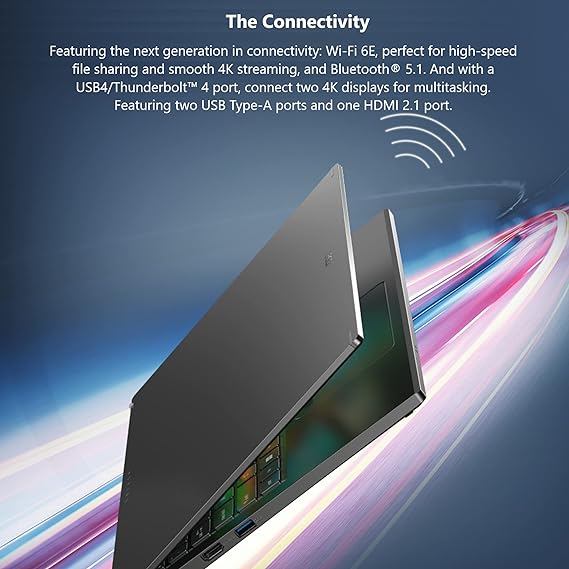 The Connectivity
Featuring the next generation in connectivity: Wi-Fi 6E, perfect for high-speed
file sharing and smooth 4K streaming, and Bluetooth® 5.1. And with a
USB4/Thunderbolt™ 4 port, connect two 4K displays for multitasking.
Featuring two USB Type-A ports and one HDMI 2.1 port.